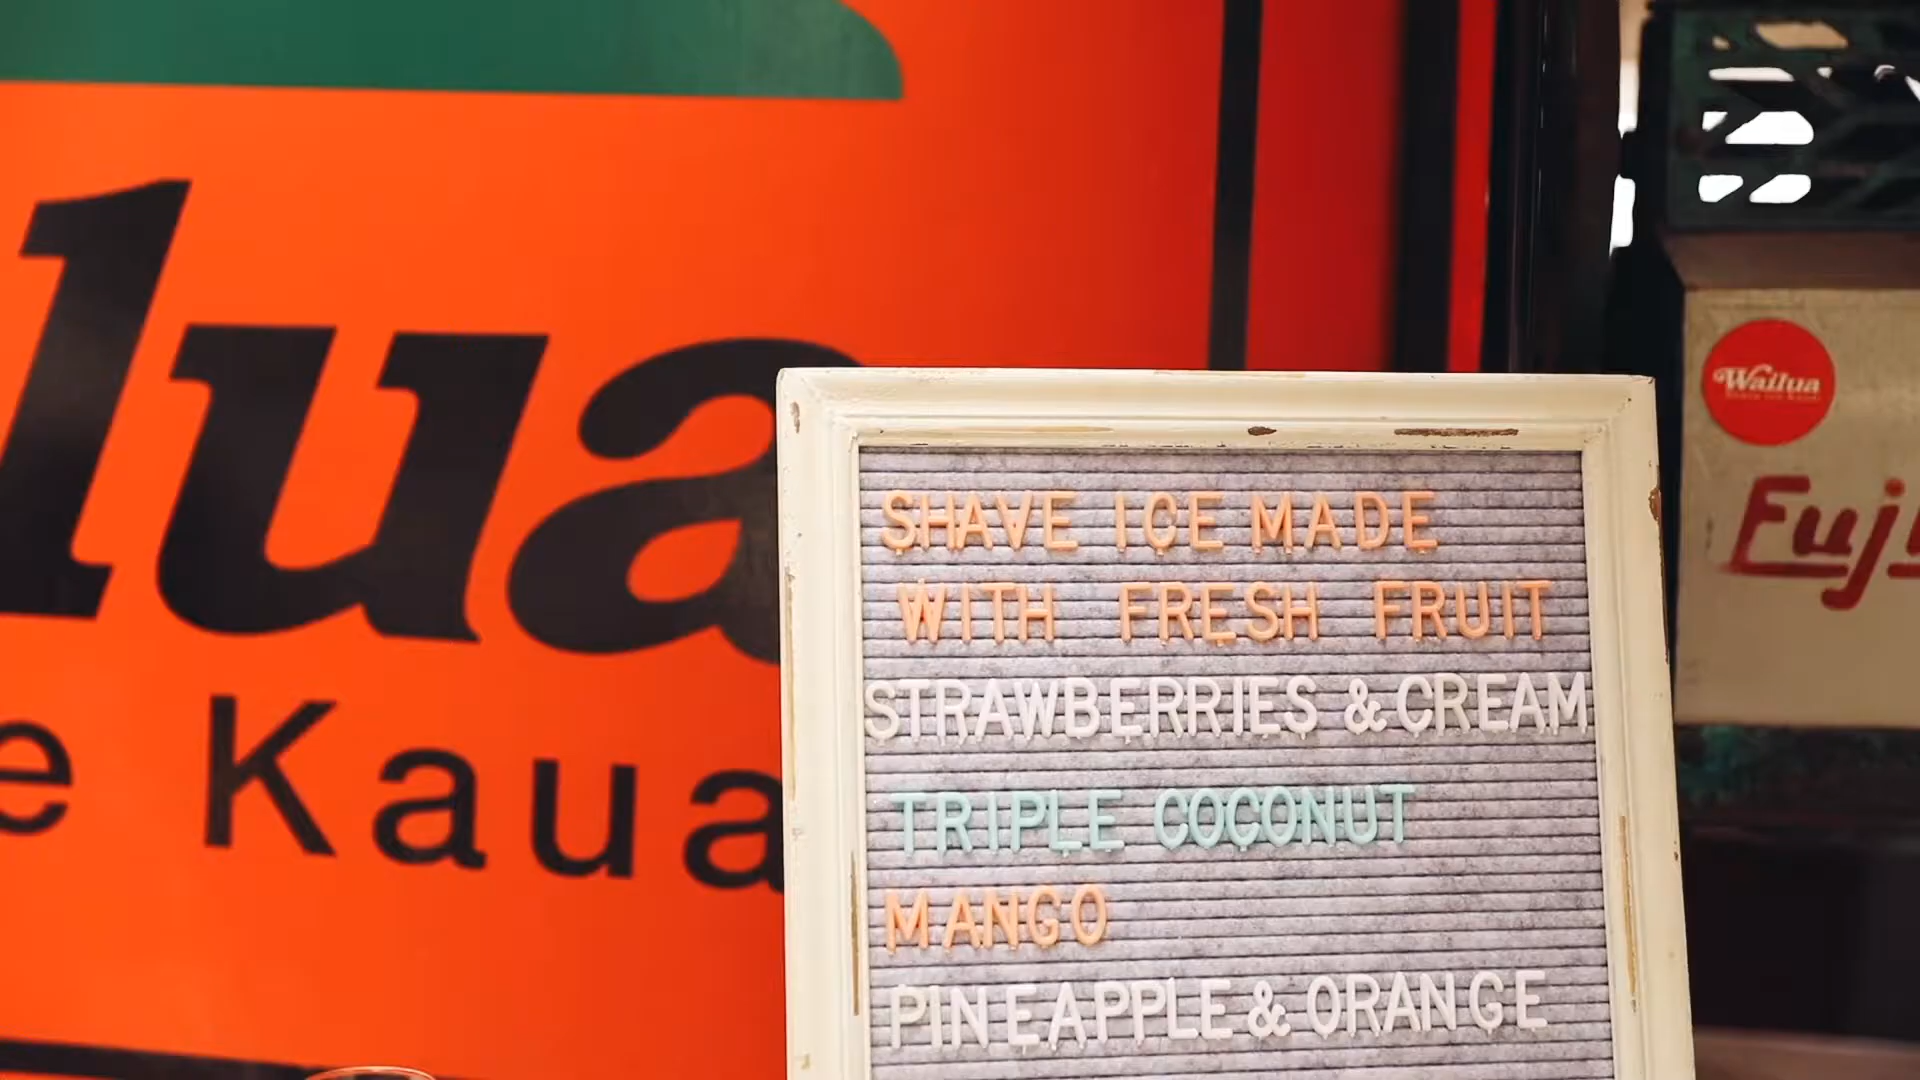 lua
e Kaua
SHAVE ICE MADE
WITH FRESH FRUIT
STRAWBERRIES & CREAM
TRIPLE COCONUT
MANGO
PINEAPPLE & ORANGE
Wailua
Fuji